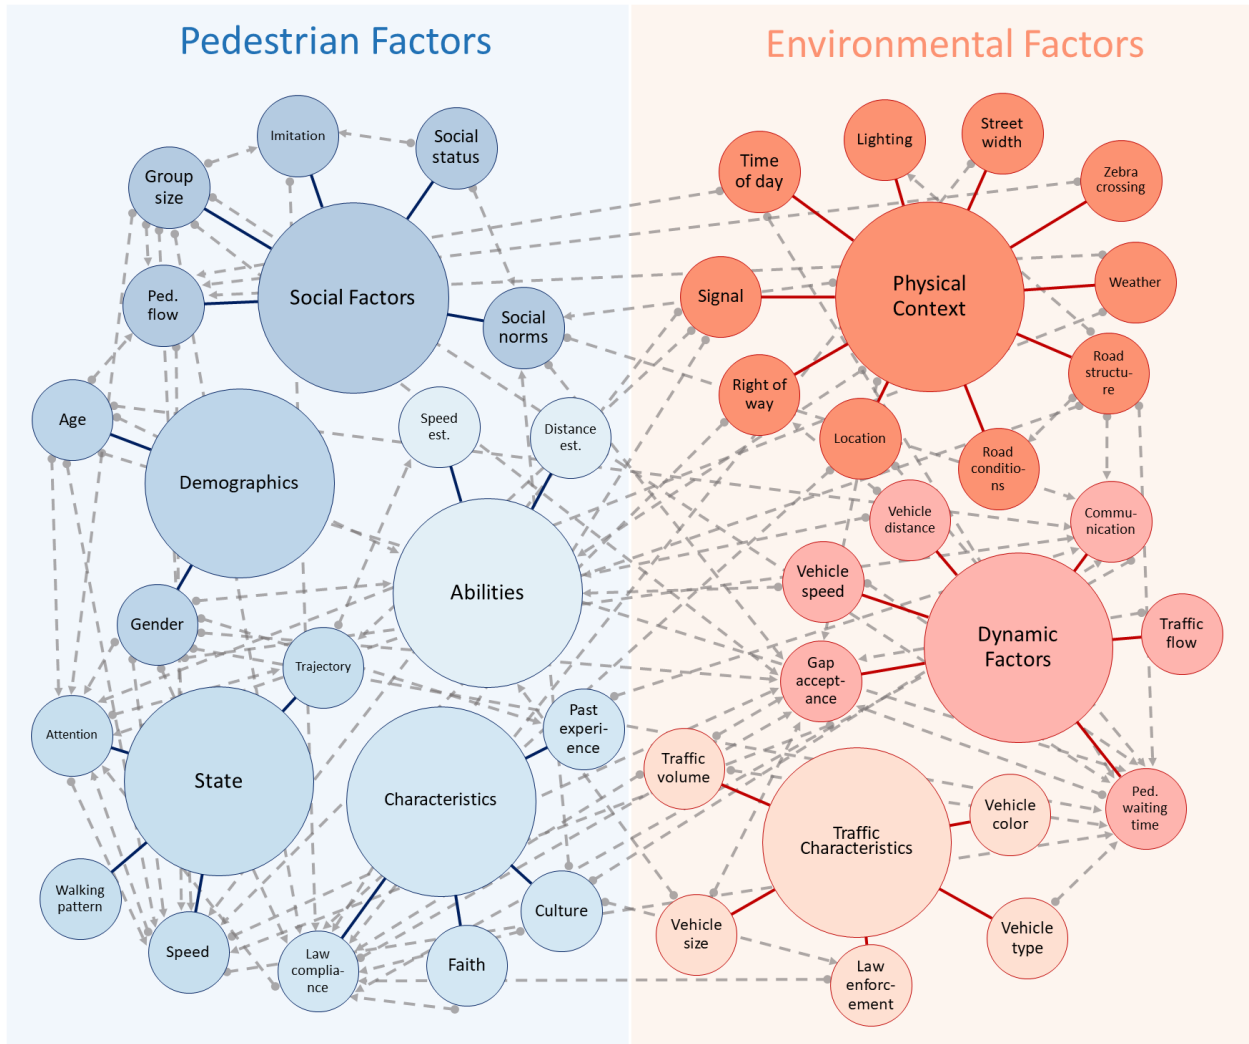 Pedestrian Factors
Environmental Factors
Imitation
Social
status
Group
size
Social Factors
Ped.
flow
Social
norms
Age
Demographics
Speed
est.
Distance
est.
Abilities
Gender
Trajectory
Attention
State
Characteristics
Past
experi-
ence
Walking
pattern
Speed
Law
complia-
nce
Faith
Culture
Time
of day
Lighting
Street
width
Zebra
crossing
Signal
Physical
Context
Weather
Right of
way
Road
structu-
re
Location
Road
conditio-
ns
Vehicle
distance
Commu-
nication
Vehicle
speed
Dynamic
Factors
Traffic
flow
Gap
accept-
ance
Traffic
volume
Vehicle
color
Ped.
waiting
time
Traffic
Characteristics
Vehicle
size
Vehicle
type
Law
enforc-
ement